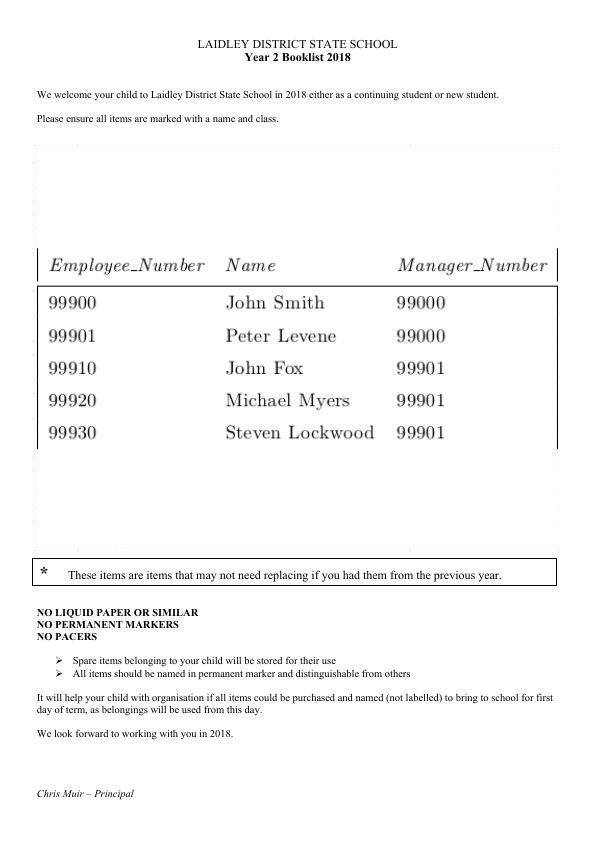 LAIDLEY DISTRICT STATE SCHOOL
Year 2 Booklist 2018
We welcome your child to Laidley District State School in 2018 either as a continuing student or new student.
Please ensure all items are marked with a name and class.
Employee_Number Name Manager_Number
99900 John Smith 99000
99901 Peter Levene 99000
99910 John Fox 99901
99920 Michael Myers 99901
99930 Steven Lockwood 99901
* These items are items that may not need replacing if you had them from the previous year.
NO LIQUID PAPER OR SIMILAR
NO PERMANENT MARKERS
NO PACERS
➢ Spare items belonging to your child will be stored for their use
➢ All items should be named in permanent marker and distinguishable from others
It will help your child with organisation if all items could be purchased and named (not labelled) to bring to school for first
day of term, as belongings will be used from this day.
We look forward to working with you in 2018.
Chris Muir – Principal